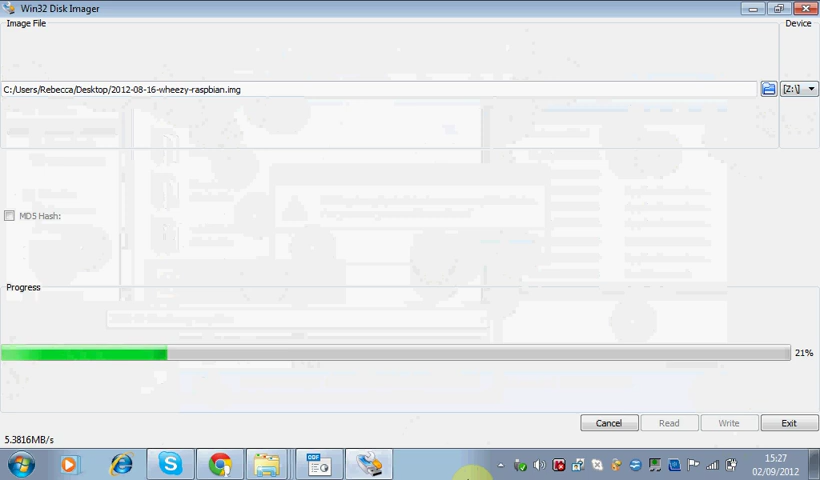 Win32 Disk Imager
Image File
Device
C:/Users/Rebecca/Desktop/2012-08-16-wheezy-raspbian.img
[Z:\]
MD5 Hash:
Progress
21%
Cancel
Read
Write
Exit
5.3816MB/s
ODF
15:27
02/09/2012